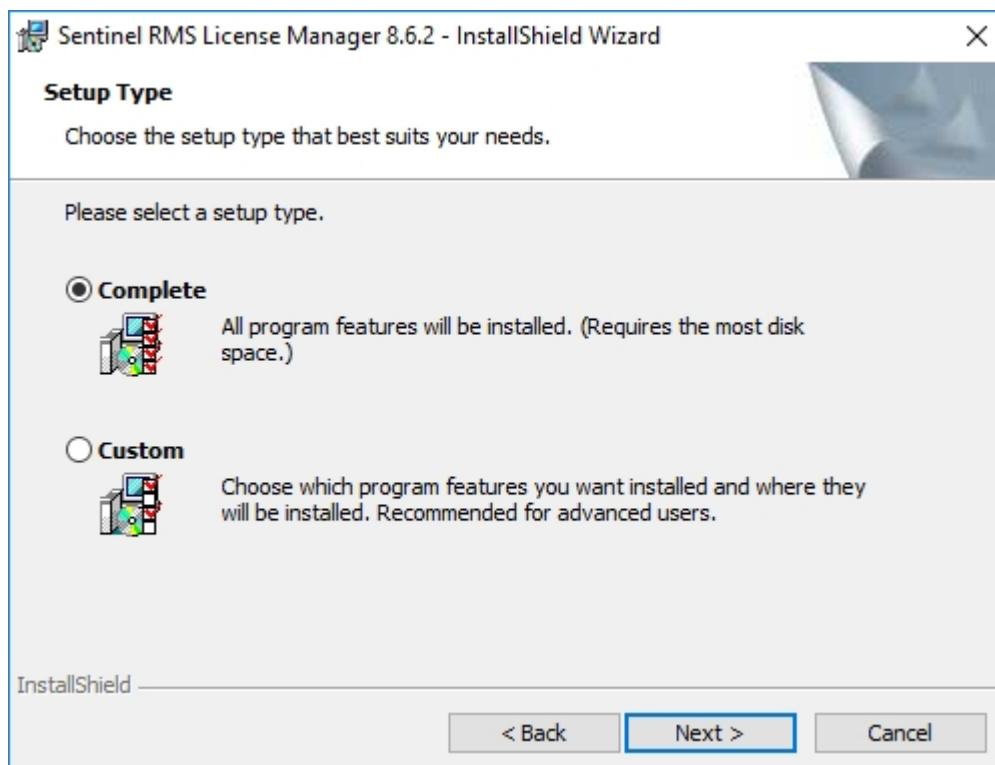 Sentinel RMS License Manager 8.6.2 - InstallShield Wizard
Setup Type
Choose the setup type that best suits your needs.
Please select a setup type.
Complete
All program features will be installed. (Requires the most disk
space.)
Custom
Choose which program features you want installed and where they
will be installed. Recommended for advanced users.
InstallShield
< Back
Next >
Cancel